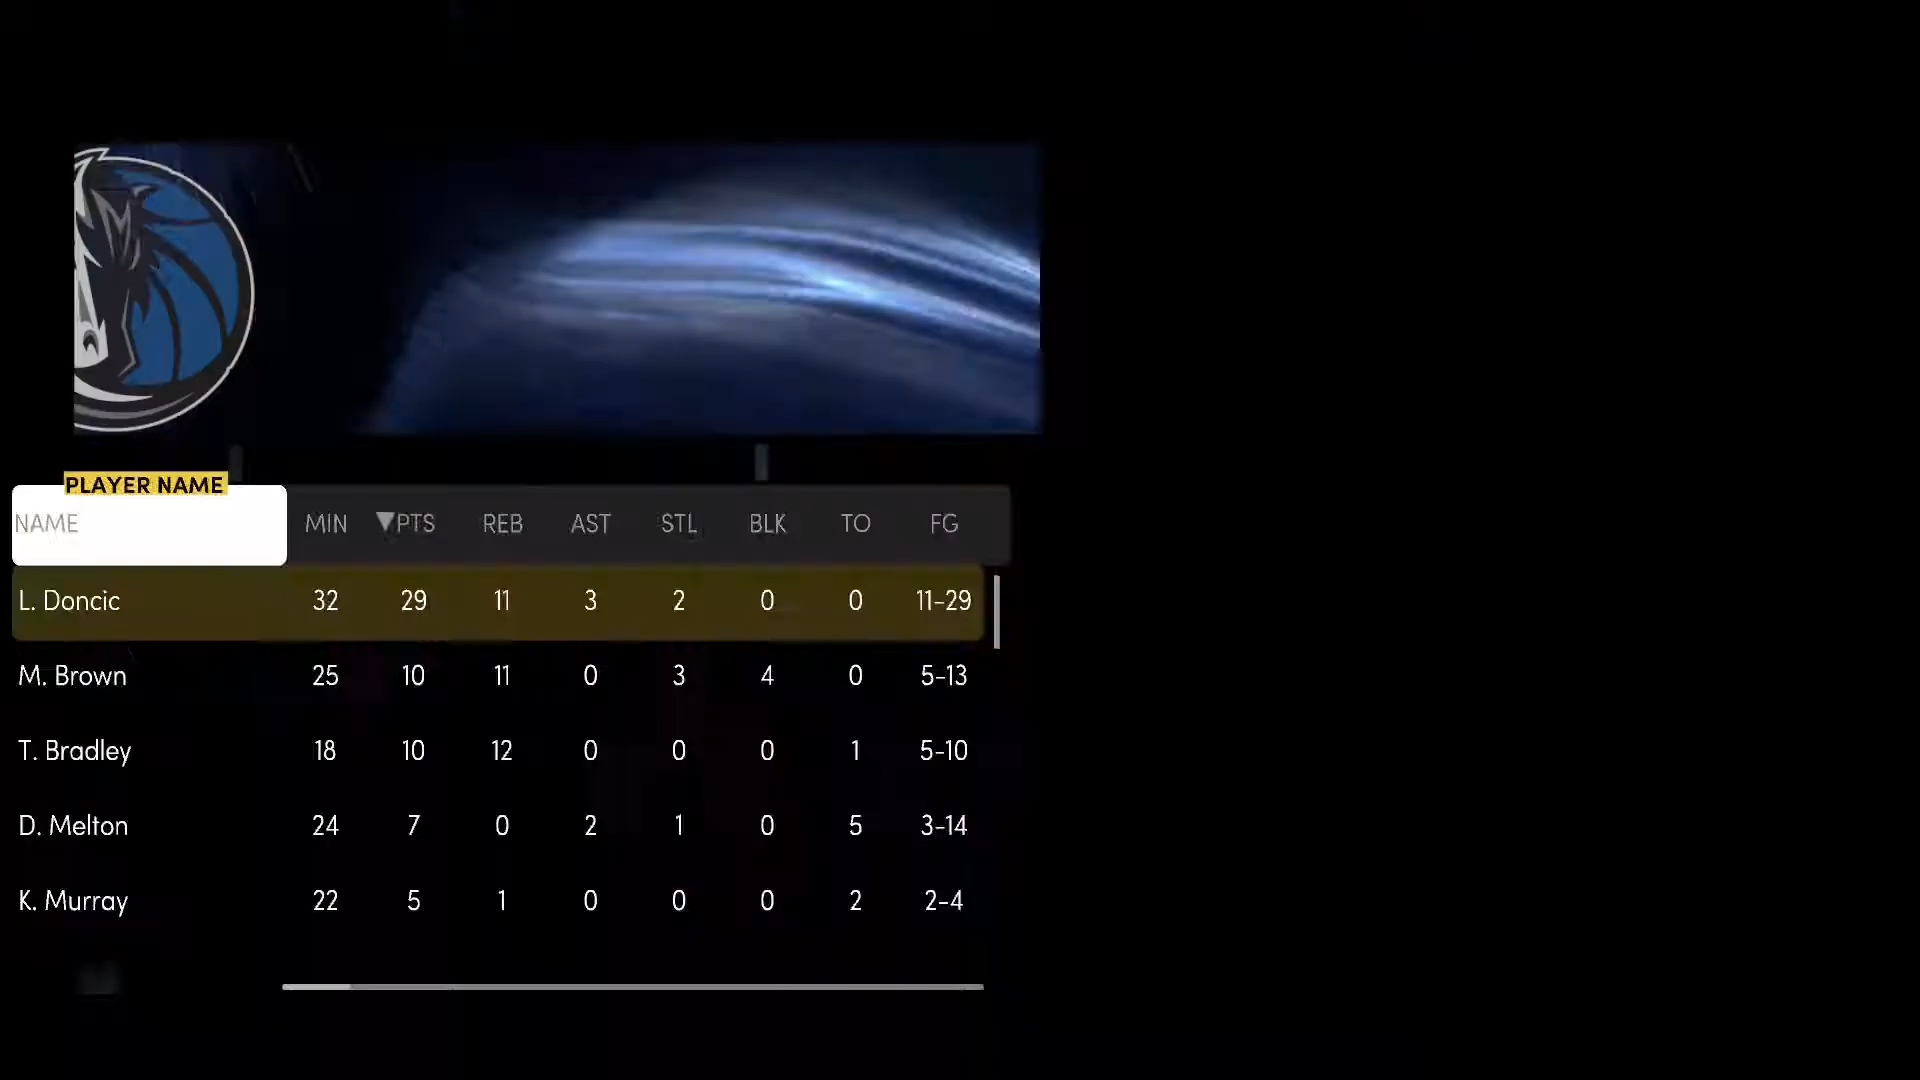 PLAYER NAME
NAME MIN ▼PTS REB AST STL BLK TO FG
L. Doncic 32 29 11 3 2 0 0 11-29
M. Brown 25 10 11 0 3 4 0 5-13
T. Bradley 18 10 12 0 0 0 1 5-10
D. Melton 24 7 0 2 1 0 5 3-14
K. Murray 22 5 1 0 0 0 2 2-4